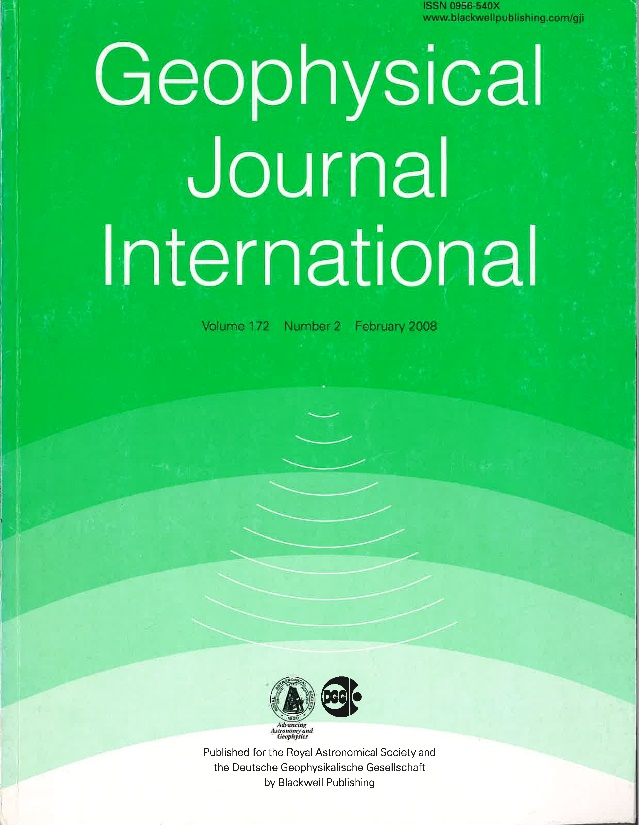 ISSN 0956-540X
www.blackwellpublishing.com/gji
Geophysical
Journal
International
Volume 172 Number 2 February 2008
DGG
Advancing
Astronomy and
Geophysics
Published for the Royal Astronomical Society and
the Deutsche Geophysikalische Gesellschaft
by Blackwell Publishing